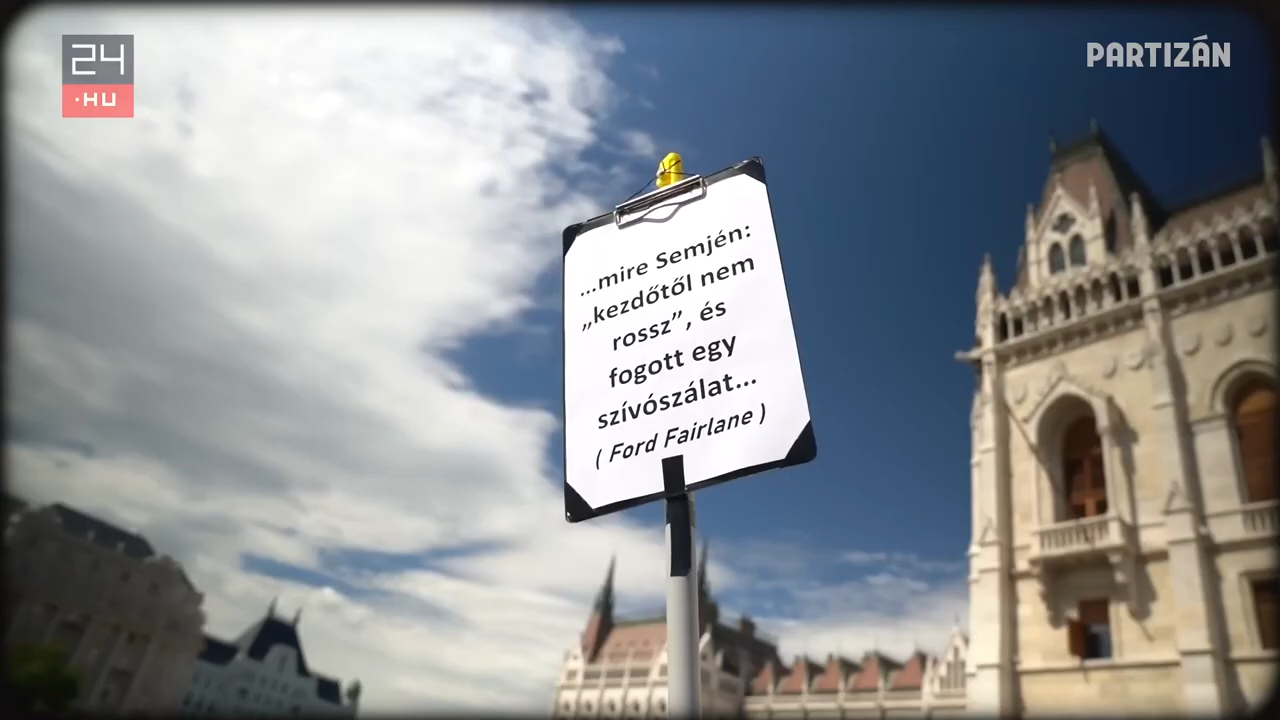 24
.HU
PARTIZÁN
...mire Semjén:
„kezdőtől nem
rossz”, és
fogott egy
szívószálat...
( Ford Fairlane )